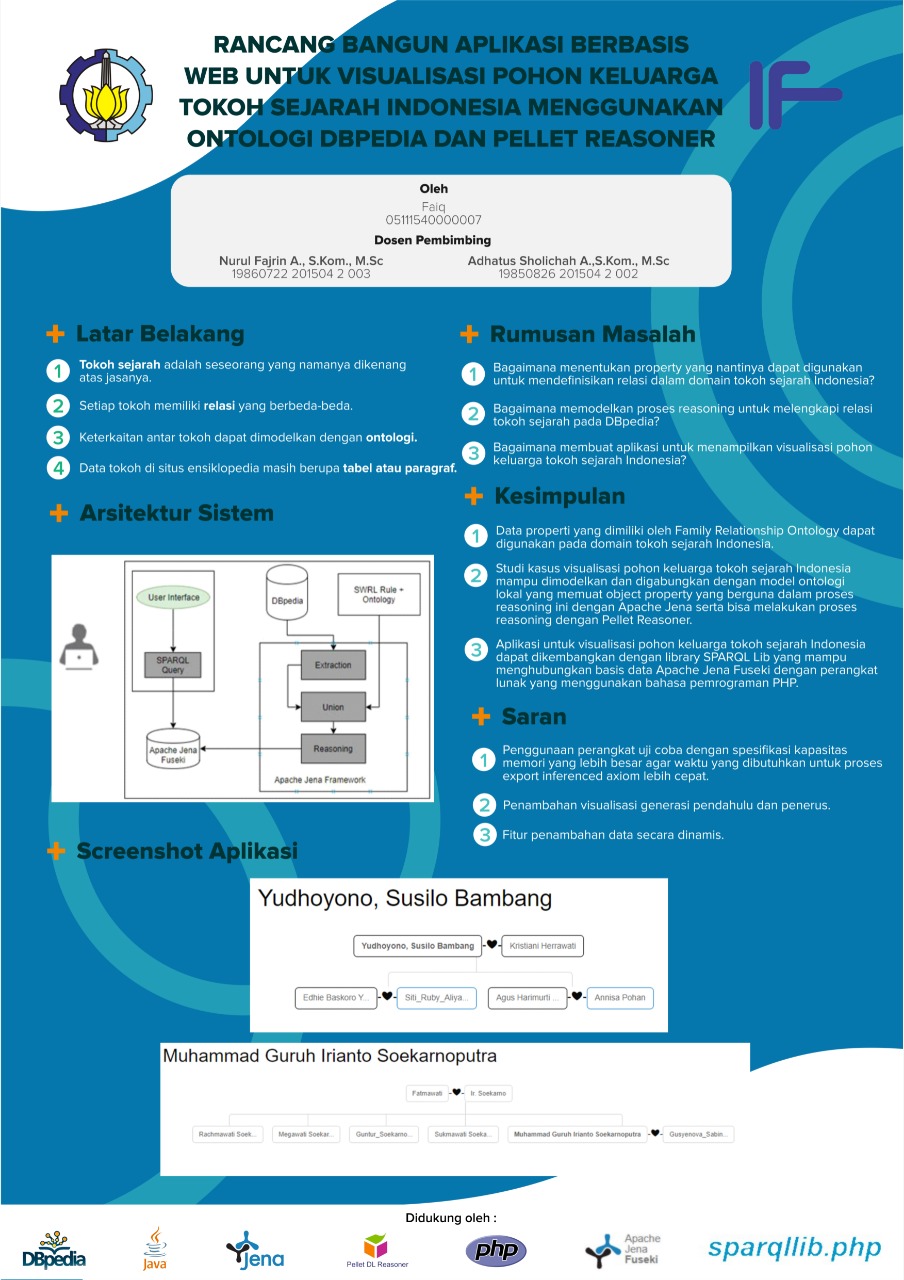 RANCANG BANGUN APLIKASI BERBASIS
WEB UNTUK VISUALISASI POHON KELUARGA
TOKOH SEJARAH INDONESIA MENGGUNAKAN
ONTOLOGI DBPEDIA DAN PELLET REASONER
IF
Oleh
Faiq
05111540000007
Dosen Pembimbing
Nurul Fajrin A., S.Kom., M.Sc
19860722 201504 2 003
Adhatus Sholichah A.,S.Kom., M.Sc
19850826 201504 2 002
+ Latar Belakang
1 Tokoh sejarah adalah seseorang yang namanya dikenang
atas jasanya.
2 Setiap tokoh memiliki relasi yang berbeda-beda.
3 Keterkaitan antar tokoh dapat dimodelkan dengan ontologi.
4 Data tokoh di situs ensiklopedia masih berupa tabel atau paragraf.
+ Arsitektur Sistem
User Interface
SPARQL
Query
Apache Jena
Fuseki
DBpedia
SWRL Rule +
Ontology
Extraction
Union
Reasoning
Apache Jena Framework
+ Rumusan Masalah
1 Bagaimana menentukan property yang nantinya dapat digunakan
untuk mendefinisikan relasi dalam domain tokoh sejarah Indonesia?
2 Bagaimana memodelkan proses reasoning untuk melengkapi relasi
tokoh sejarah pada DBpedia?
3 Bagaimana membuat aplikasi untuk menampilkan visualisasi pohon
keluarga tokoh sejarah Indonesia?
+ Kesimpulan
1 Data properti yang dimiliki oleh Family Relationship Ontology dapat
digunakan pada domain tokoh sejarah Indonesia.
2 Studi kasus visualisasi pohon keluarga tokoh sejarah Indonesia
mampu dimodelkan dan digabungkan dengan model ontologi
lokal yang memuat object property yang berguna dalam proses
reasoning ini dengan Apache Jena serta bisa melakukan proses
reasoning dengan Pellet Reasoner.
3 Aplikasi untuk visualisasi pohon keluarga tokoh sejarah Indonesia
dapat dikembangkan dengan library SPARQL Lib yang mampu
menghubungkan basis data Apache Jena Fuseki dengan perangkat
lunak yang menggunakan bahasa pemrograman PHP.
+ Saran
1 Penggunaan perangkat uji coba dengan spesifikasi kapasitas
memori yang lebih besar agar waktu yang dibutuhkan untuk proses
export inferenced axiom lebih cepat.
2 Penambahan visualisasi generasi pendahulu dan penerus.
3 Fitur penambahan data secara dinamis.
+ Screenshot Aplikasi
Yudhoyono, Susilo Bambang
Yudhoyono, Susilo Bambang Kristiani Herrawati
Edhie Baskoro Y... Siti_Ruby_Aliya... Agus Harimurti ... Annisa Pohan
Muhammad Guruh Irianto Soekarnoputra
Fatmawati Ir. Soekarno
Rachmawati Soek... Megawati Soekar... Guntur_Soekarno... Sukmawati Soeka... Muhammad Guruh Irianto Soekarnoputra Gusyenova_Sabin...
Didukung oleh :
DBpedia
Java
jena
Pellet DL Reasoner
php
Apache
Jena
Fuseki
sparqllib.php